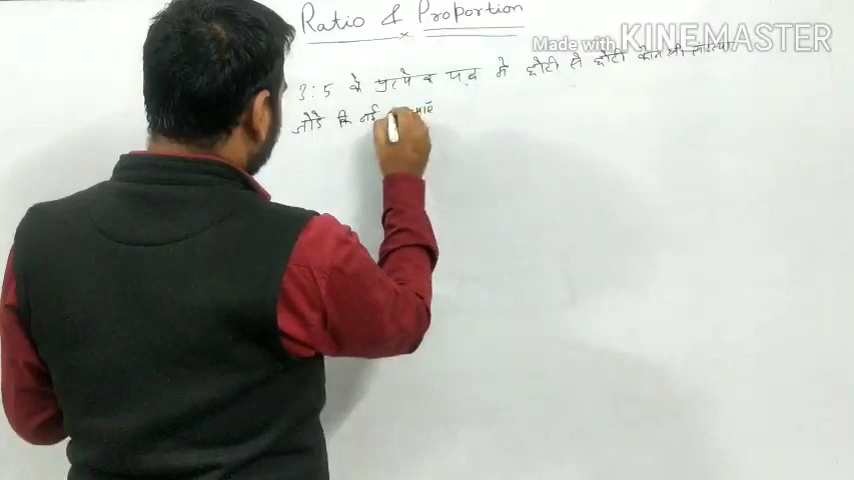 Ratio & Proportion
Made with KINEMASTER
3:5 के प्रत्येक पद में छोटी से छोटी कौन सी संख्या
जोडे कि नई